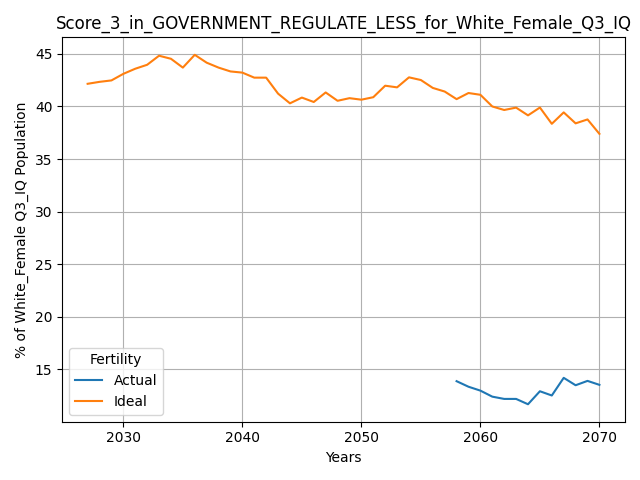 Score_3_in_GOVERNMENT_REGULATE_LESS_for_White_Female_Q3_IQ
% of White_Female Q3_IQ Population
45
40
35
30
25
20
15
Fertility
Actual
Ideal
2030 2040 2050 2060 2070
Years